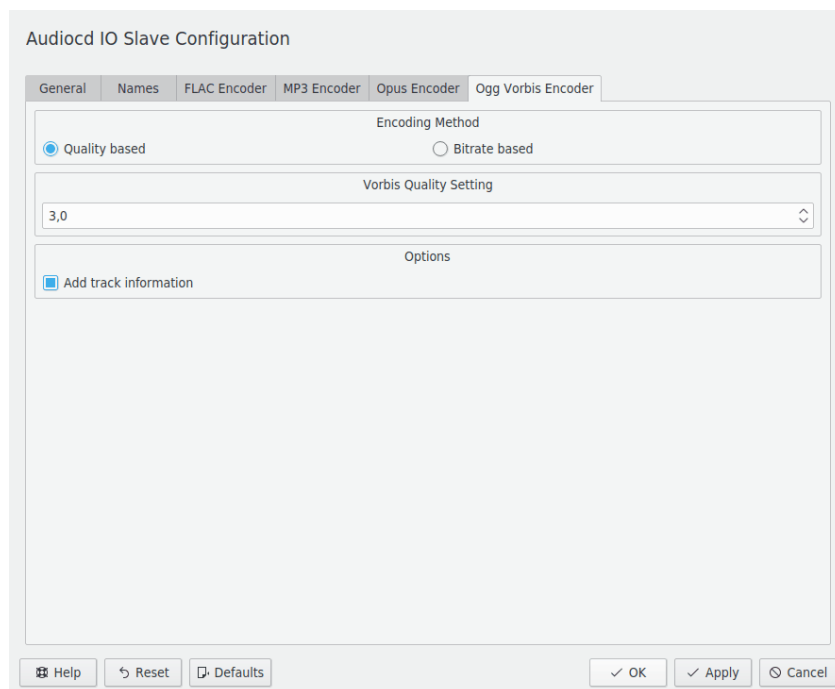 Audiocd IO Slave Configuration
General Names FLAC Encoder MP3 Encoder Opus Encoder Ogg Vorbis Encoder
Encoding Method
Quality based Bitrate based
Vorbis Quality Setting
3,0
Options
Add track information
Help Reset Defaults OK Apply Cancel